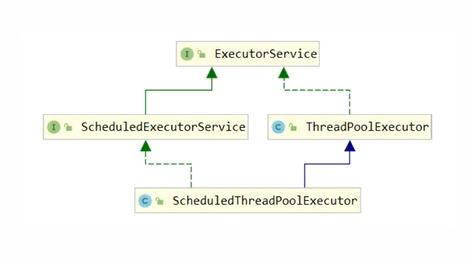 I ExecutorService
I ScheduledExecutorService
C ThreadPoolExecutor
C ScheduledThreadPoolExecutor